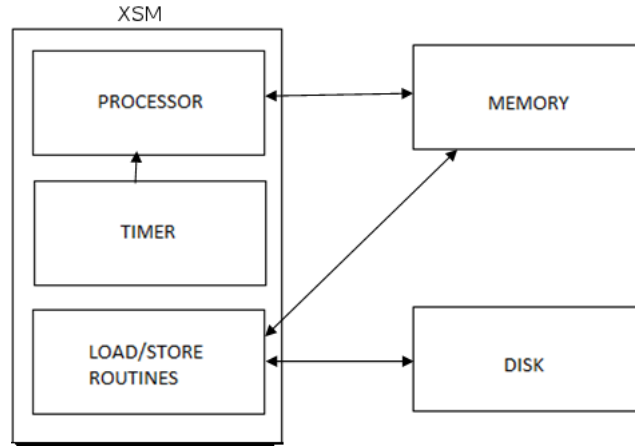 XSM
PROCESSOR
MEMORY
TIMER
LOAD/STORE
ROUTINES
DISK